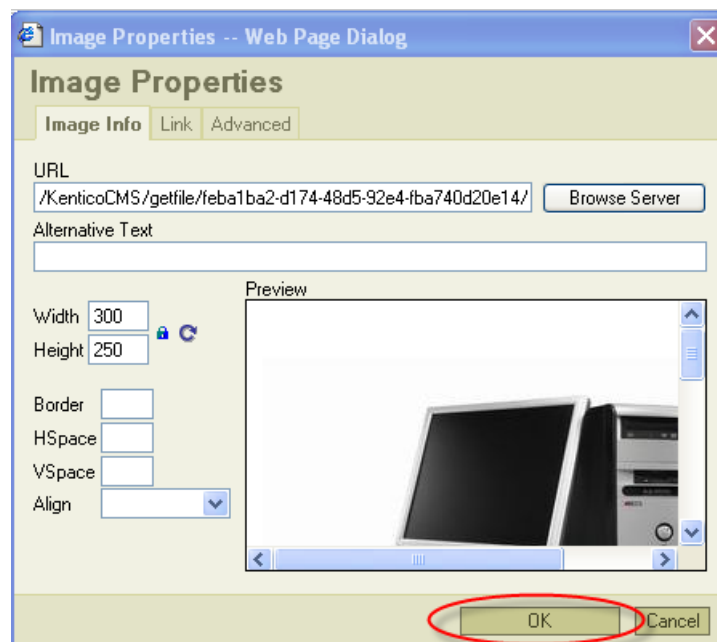 Image Properties -- Web Page Dialog
Image Properties
Image Info Link Advanced
URL
/KenticoCMS/getfile/feba1ba2-d174-48d5-92e4-fba740d20e14/ Browse Server
Alternative Text
Preview
Width 300
Height 250
Border
HSpace
VSpace
Align
OK Cancel